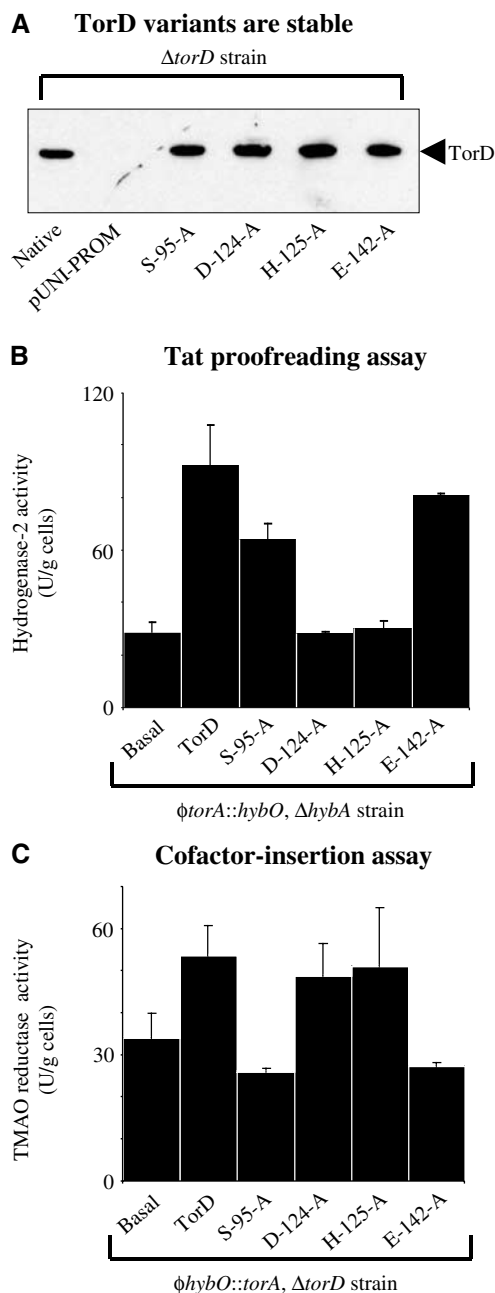 A TorD variants are stable
ΔtorD strain
TorD
Native
pUNI-PROM
S-95-A
D-124-A
H-125-A
E-142-A
B Tat proofreading assay
Hydrogenase-2 activity
(U/g cells)
120
60
0
Basal
TorD
S-95-A
D-124-A
H-125-A
E-142-A
ϕtorA::hybO, ΔhybA strain
C Cofactor-insertion assay
TMAO reductase activity
(U/g cells)
60
30
0
Basal
TorD
S-95-A
D-124-A
H-125-A
E-142-A
ϕhybO::torA, ΔtorD strain